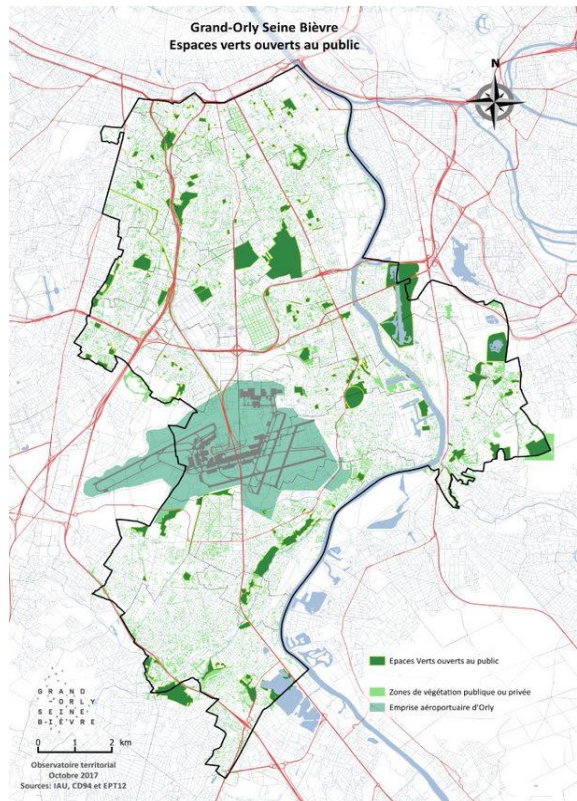 Grand-Orly Seine Bièvre
Espaces verts ouverts au public
N
Epaces Verts ouverts au public
Zones de végétation publique ou privée
Emprise aéroportuaire d'Orly
GRAND
-ORLY
SEINE-
BIÈVRE
0 1 2 km
Observatoire territorial
Octobre 2017
Sources: IAU, CD94 et EPT12